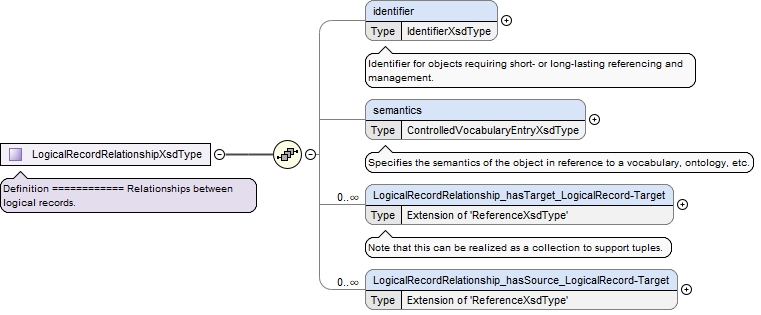 identifier
Type IdentifierXsdType
Identifier for objects requiring short- or long-lasting referencing and
management.
semantics
Type ControlledVocabularyEntryXsdType
Specifies the semantics of the object in reference to a vocabulary, ontology, etc.
LogicalRecordRelationshipXsdType
Definition ============ Relationships between
logical records.
0..∞
LogicalRecordRelationship_hasTarget_LogicalRecord-Target
Type Extension of 'ReferenceXsdType'
Note that this can be realized as a collection to support tuples.
0..∞
LogicalRecordRelationship_hasSource_LogicalRecord-Target
Type Extension of 'ReferenceXsdType'